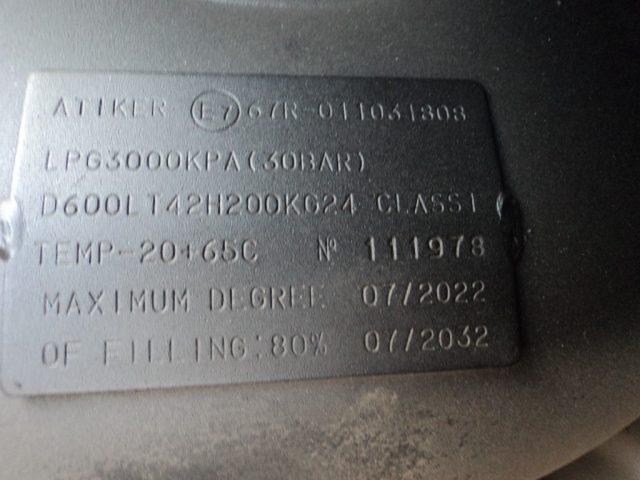 ATIKER E7 67R-011031808
LPG3000KPA(30BAR)
D600LT42H200KG24 CLASS1
TEMP-20+65C № 111978
MAXIMUM DEGREE 07/2022
OF FILLING:80% 07/2032